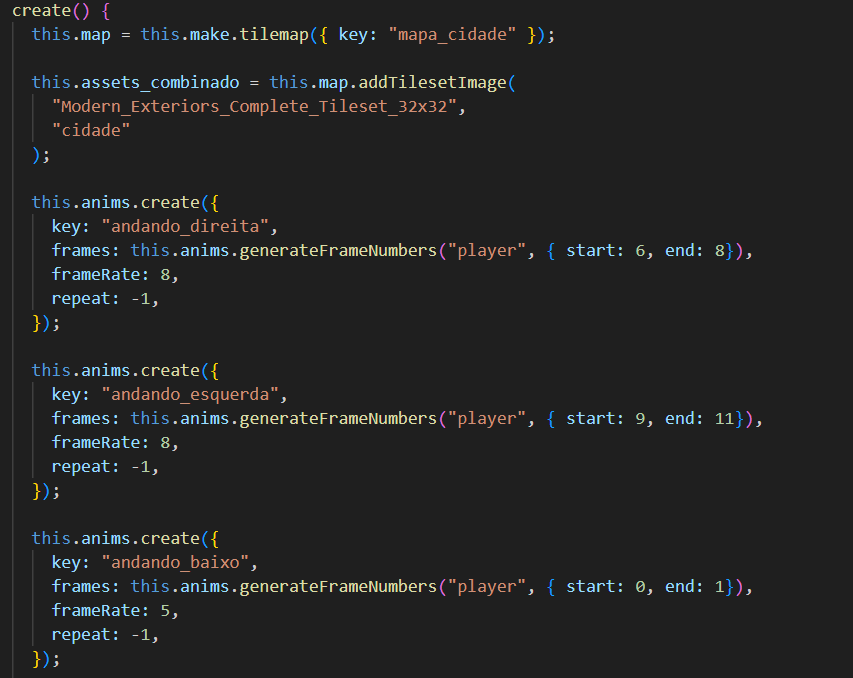 create() {
  this.map = this.make.tilemap({ key: "mapa_cidade" });

  this.assets_combinado = this.map.addTilesetImage(
    "Modern_Exteriors_Complete_Tileset_32x32",
    "cidade"
  );

  this.anims.create({
    key: "andando_direita",
    frames: this.anims.generateFrameNumbers("player", { start: 6, end: 8}),
    frameRate: 8,
    repeat: -1,
  });

  this.anims.create({
    key: "andando_esquerda",
    frames: this.anims.generateFrameNumbers("player", { start: 9, end: 11}),
    frameRate: 8,
    repeat: -1,
  });

  this.anims.create({
    key: "andando_baixo",
    frames: this.anims.generateFrameNumbers("player", { start: 0, end: 1}),
    frameRate: 5,
    repeat: -1,
  });